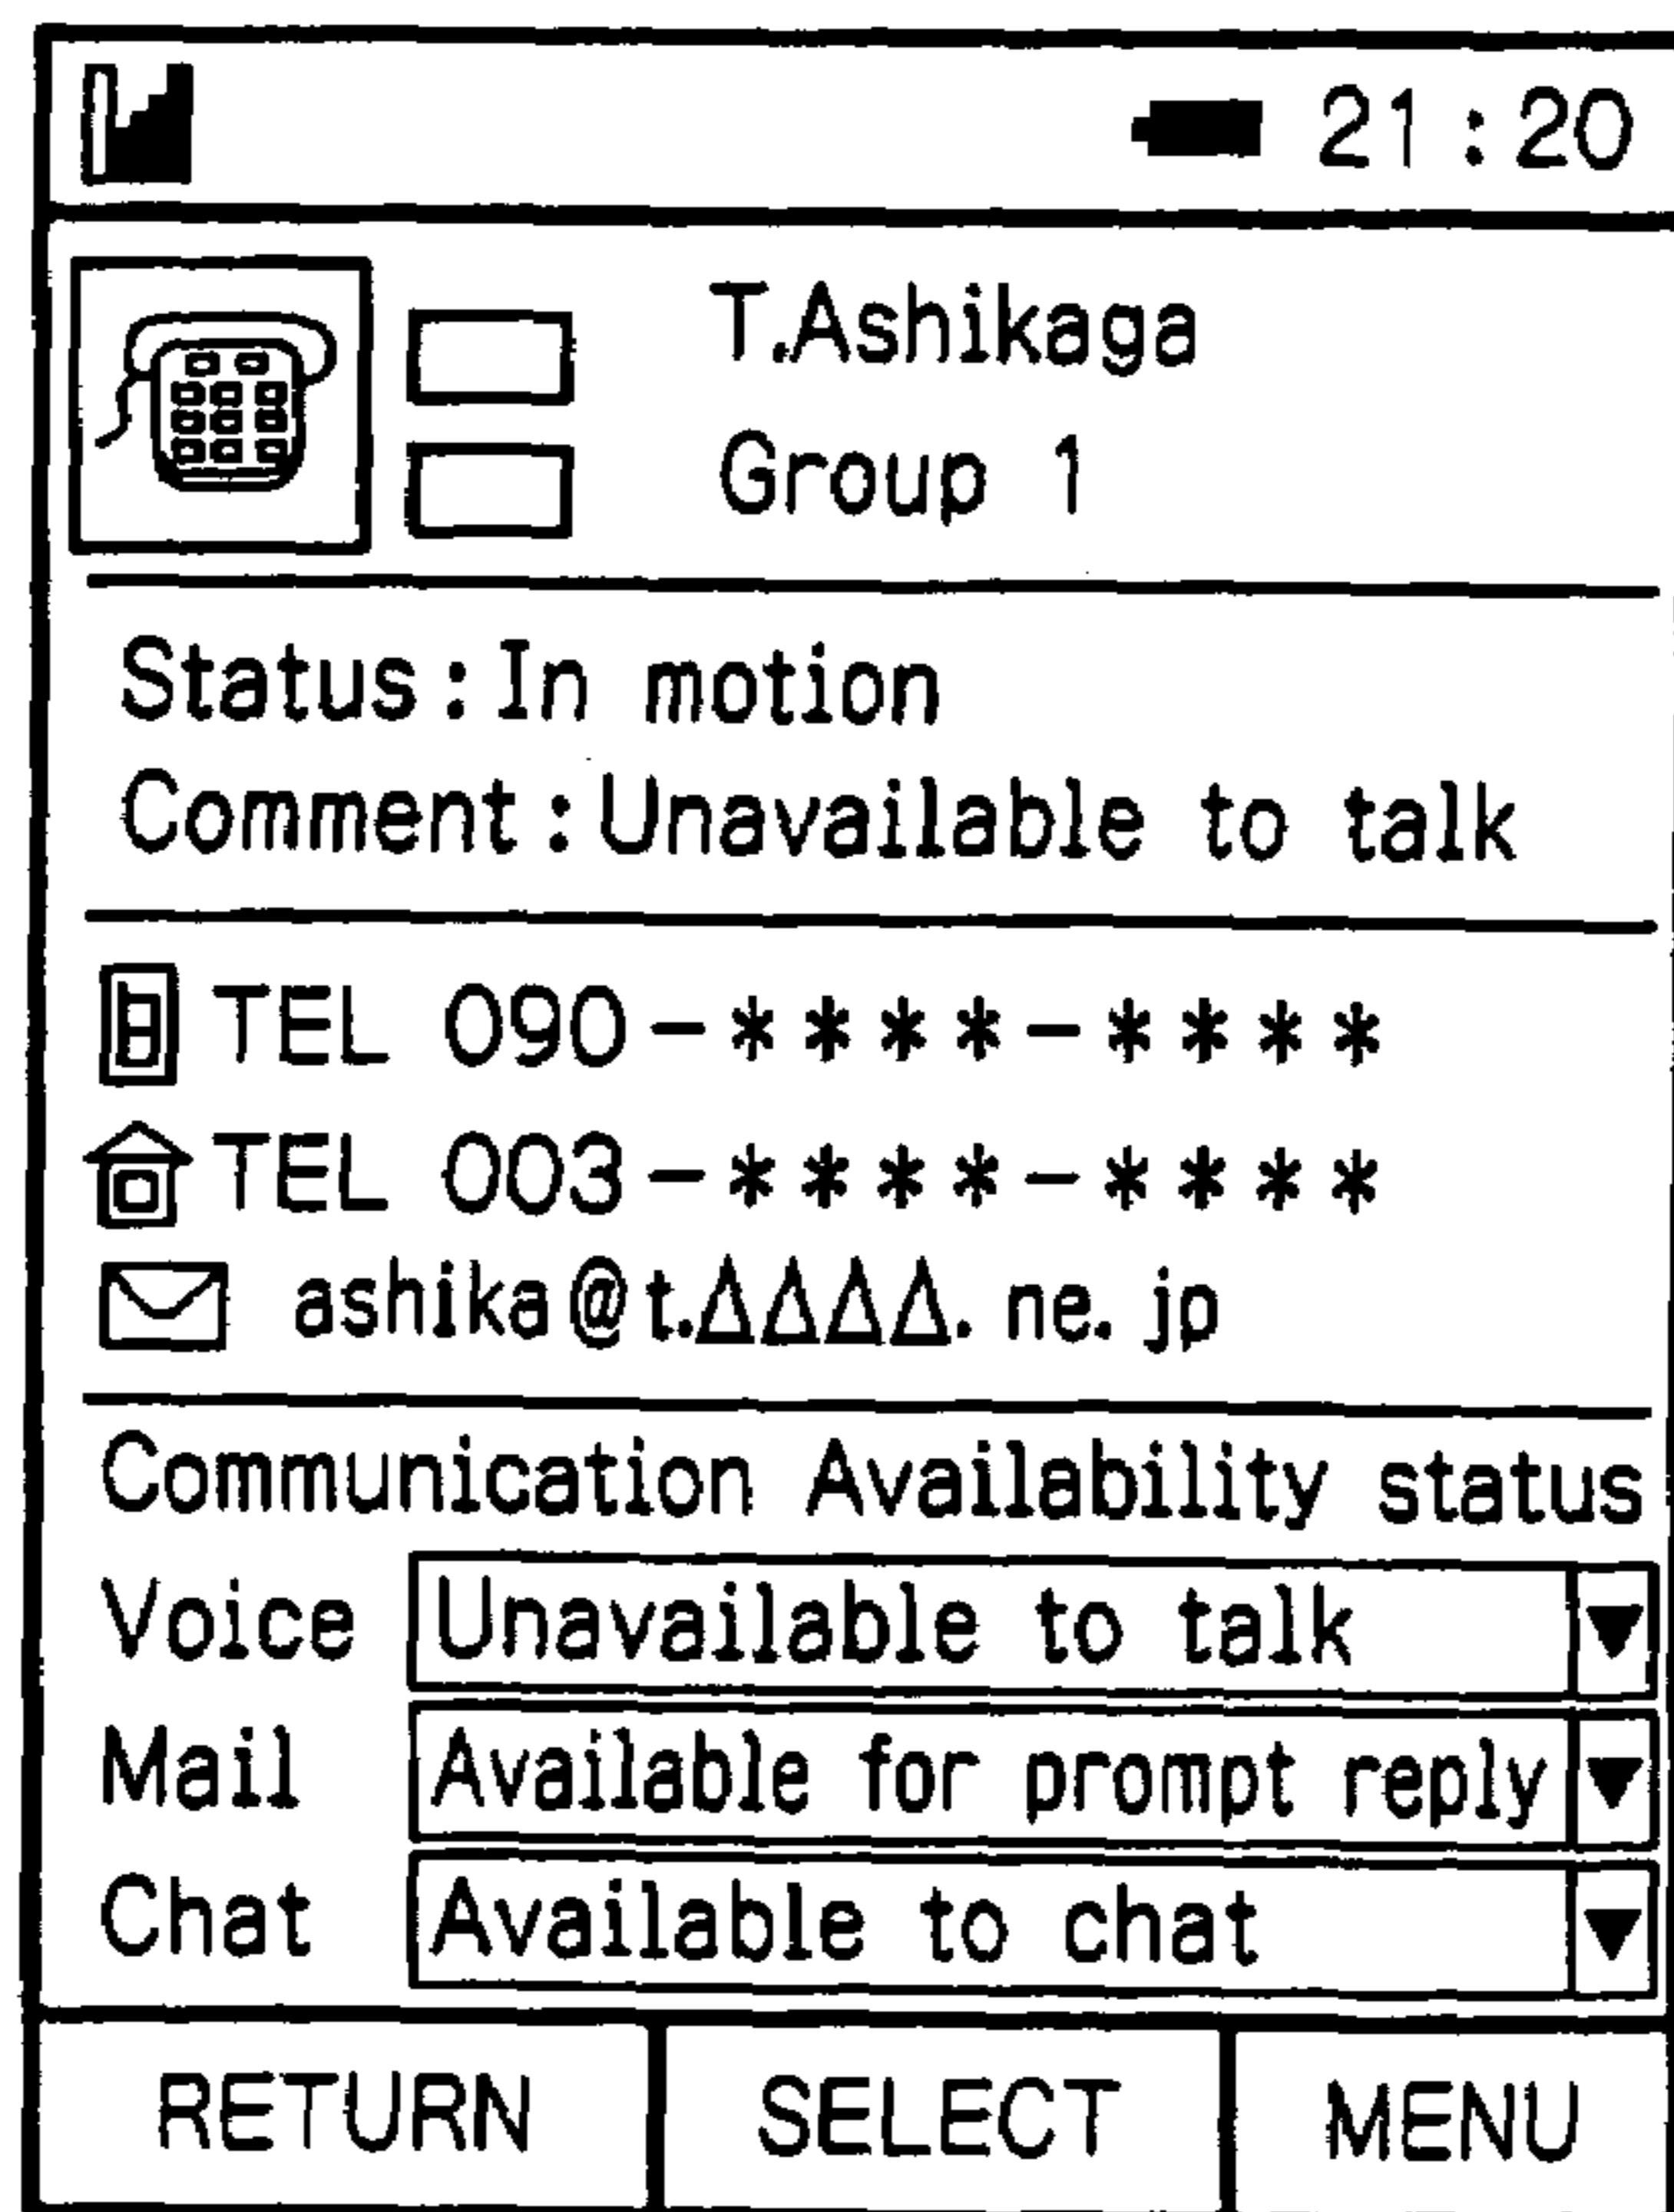 21:20
T.Ashikaga
Group 1
Status:In motion
Comment:Unavailable to talk
TEL 090-****-****
TEL 003-****-****
ashika@t.ΔΔΔΔ.ne.jp
Communication Availability status
Voice Unavailable to talk ▼
Mail Available for prompt reply ▼
Chat Available to chat ▼
RETURN SELECT MENU